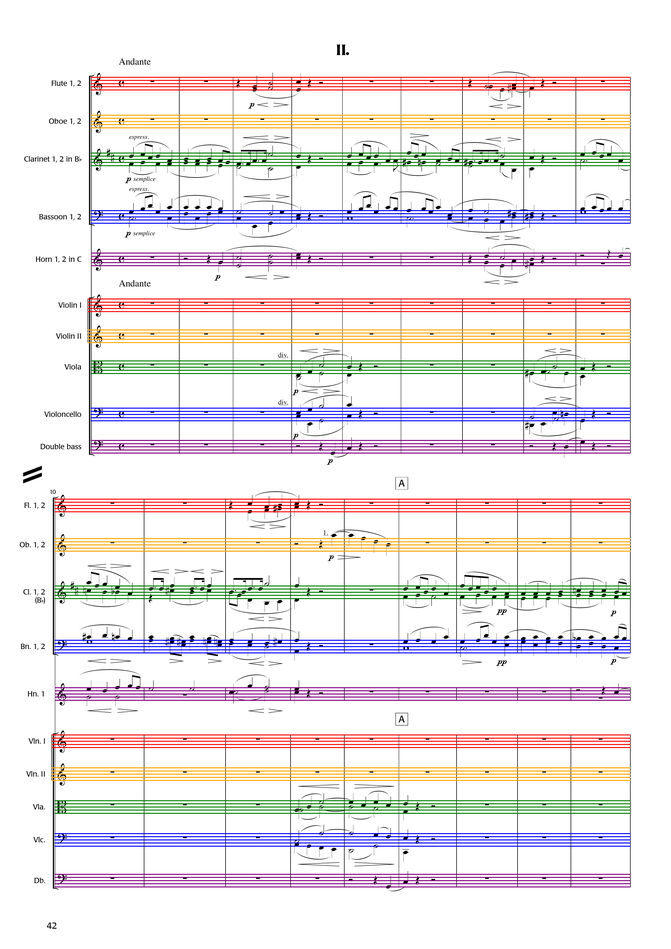 II.
Andante
Flute 1, 2
p
Oboe 1, 2
espress.
Clarinet 1, 2 in B♭
p semplice
espress.
Bassoon 1, 2
p semplice
Horn 1, 2 in C
p
Andante
Violin I
Violin II
div.
Viola
p
div.
Violoncello
p
Double bass
p
A
10
Fl. 1, 2
1.
Ob. 1, 2
p
Cl. 1, 2
(B♭)
pp p
Bn. 1, 2
pp p
Hn. 1
A
Vln. I
Vln. II
Vla.
Vlc.
Db.
42